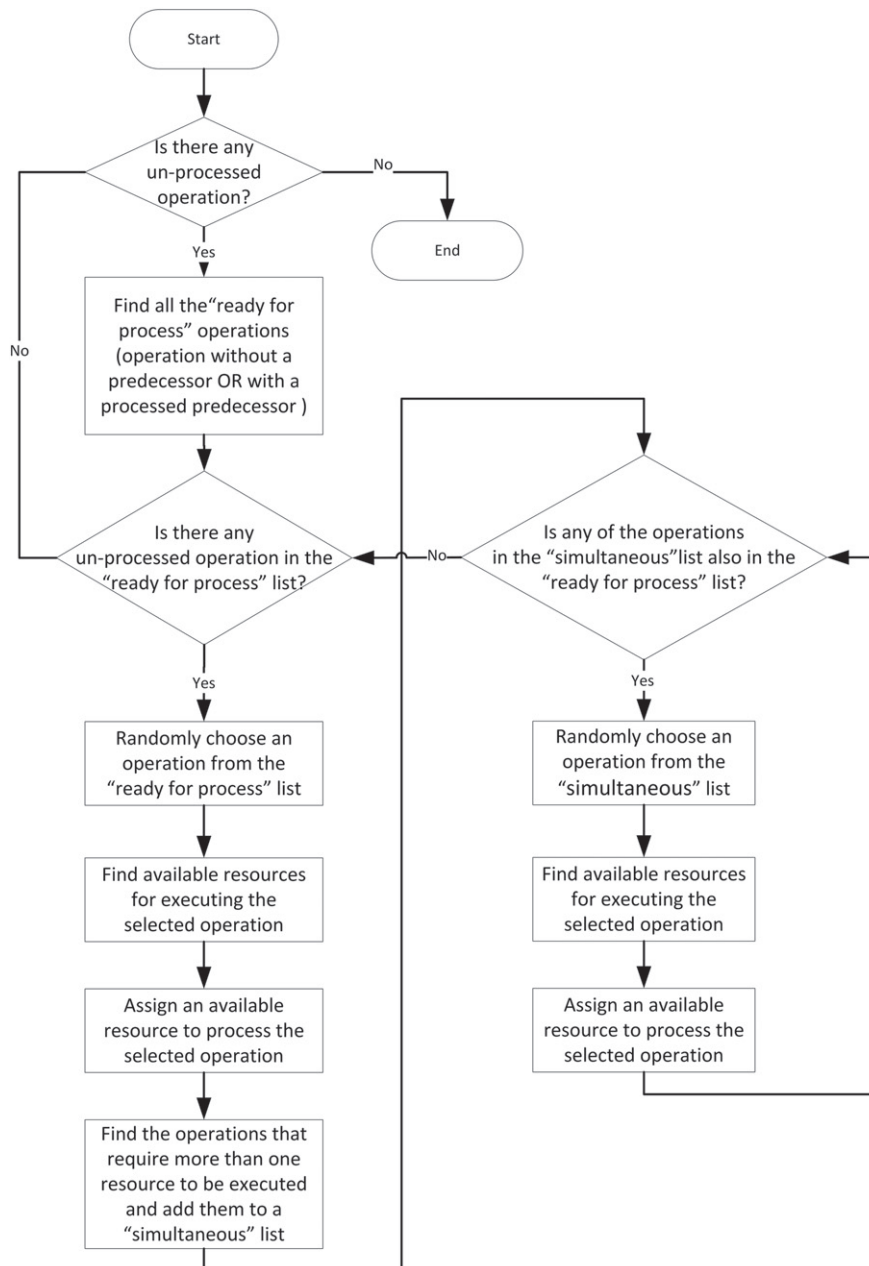 Start
Is there any
un-processed
operation?
No
End
Yes
Find all the“ready for
process” operations
(operation without a
predecessor OR with a
processed predecessor )
No
Is there any
un-processed operation in the
“ready for process” list?
No
Is any of the operations
in the “simultaneous”list also in the
“ready for process” list?
Yes
Randomly choose an
operation from the
“ready for process” list
Find available resources
for executing the
selected operation
Assign an available
resource to process the
selected operation
Find the operations that
require more than one
resource to be executed
and add them to a
“simultaneous” list
Yes
Randomly choose an
operation from the
“simultaneous” list
Find available resources
for executing the
selected operation
Assign an available
resource to process the
selected operation